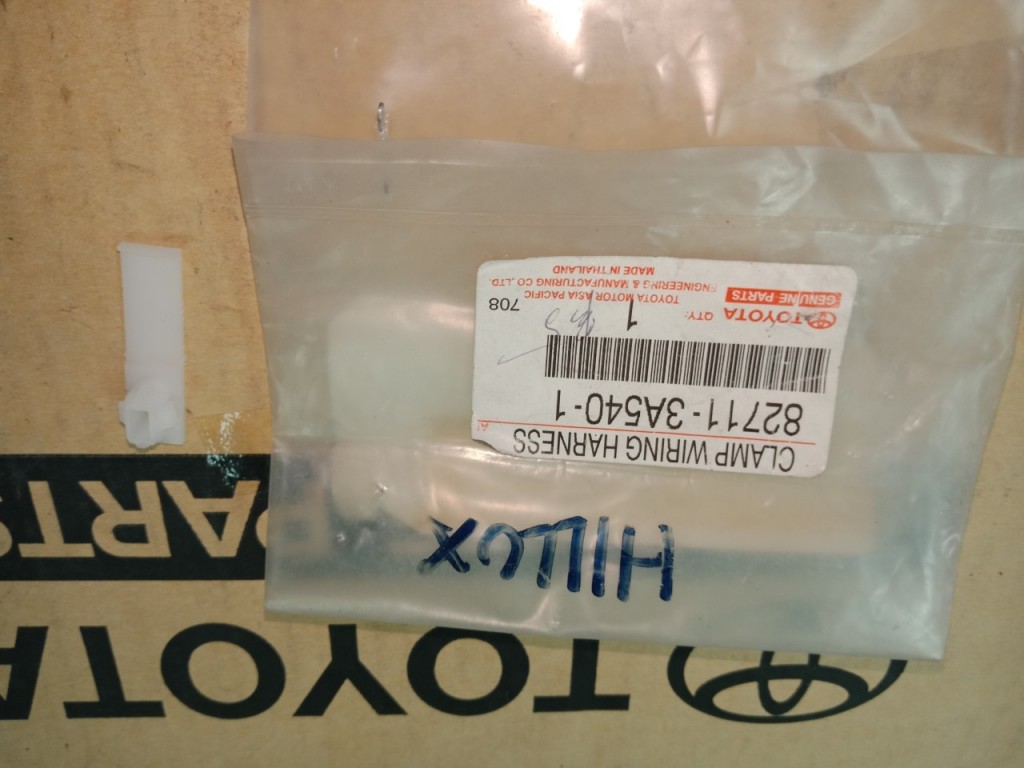 CLAMP WIRING HARNESS
82711-3A540-1
TOYOTA
GENUINE PARTS
QTY:
1
708
TOYOTA MOTOR ASIA PACIFIC
ENGINEERING & MANUFACTURING CO.,LTD.
MADE IN THAILAND
HILUX
TOYOTA
PARTS